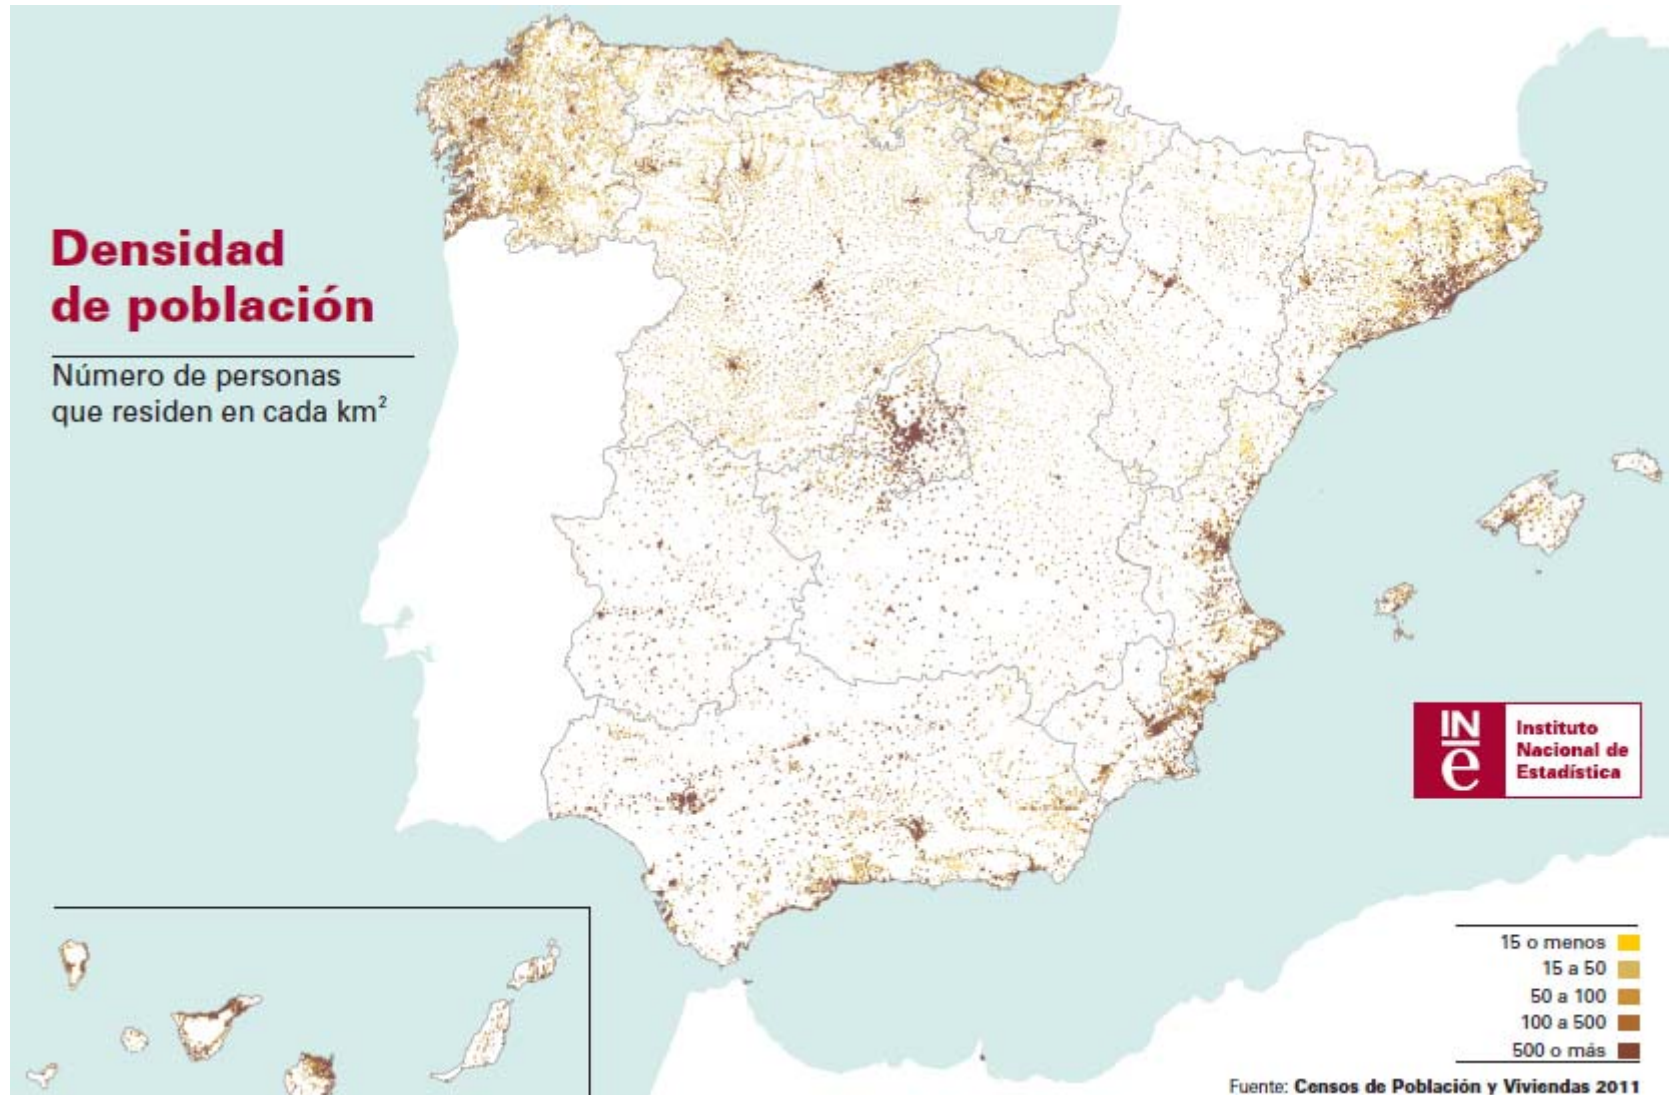 Densidad
de población
Número de personas
que residen en cada km²
INe
Instituto
Nacional de
Estadística
15 o menos
15 a 50
50 a 100
100 a 500
500 o más
Fuente: Censos de Población y Viviendas 2011